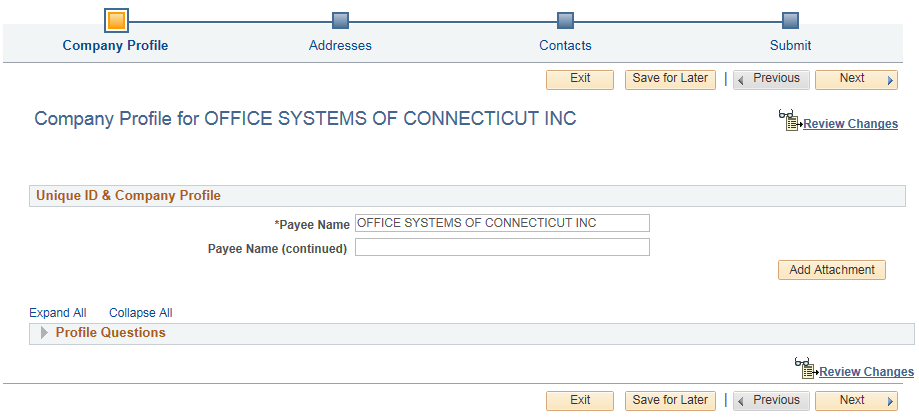 Company Profile Addresses Contacts Submit
Exit Save for Later | Previous Next
Company Profile for OFFICE SYSTEMS OF CONNECTICUT INC
Review Changes
Unique ID & Company Profile
*Payee Name OFFICE SYSTEMS OF CONNECTICUT INC
Payee Name (continued)
Add Attachment
Expand All Collapse All
Profile Questions
Review Changes
Exit Save for Later | Previous Next